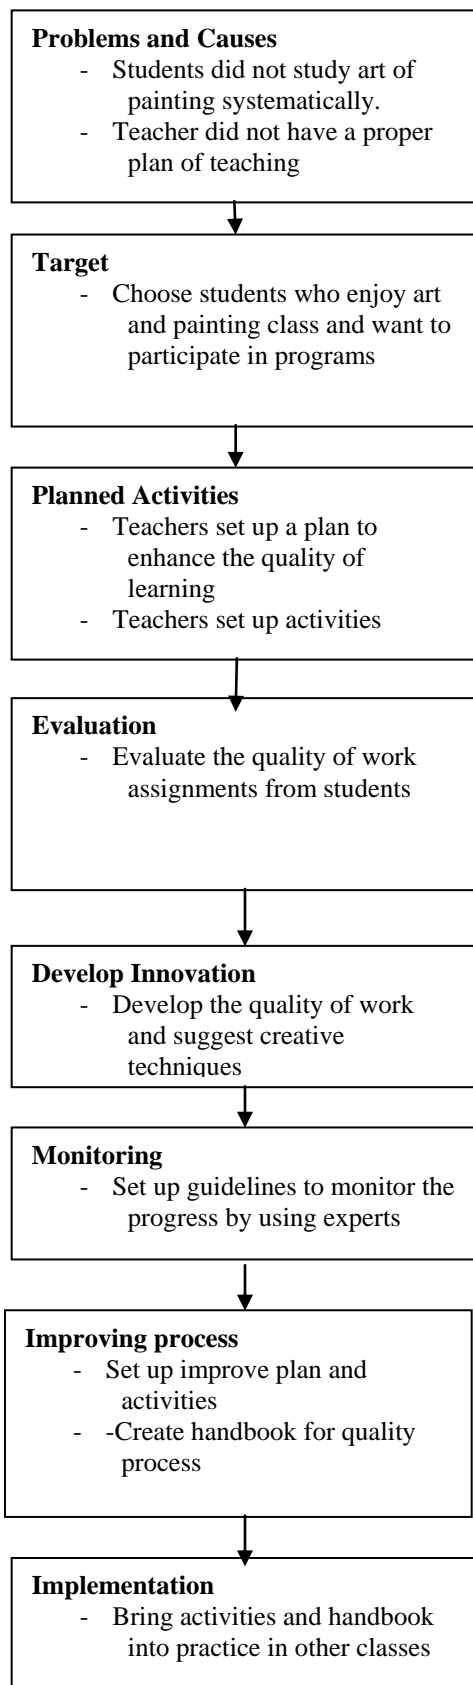 Problems and Causes
- Students did not study art of
painting systematically.
- Teacher did not have a proper
plan of teaching
Target
- Choose students who enjoy art
and painting class and want to
participate in programs
Planned Activities
- Teachers set up a plan to
enhance the quality of
learning
- Teachers set up activities
Evaluation
- Evaluate the quality of work
assignments from students
Develop Innovation
- Develop the quality of work
and suggest creative
techniques
Monitoring
- Set up guidelines to monitor the
progress by using experts
Improving process
- Set up improve plan and
activities
- -Create handbook for quality
process
Implementation
- Bring activities and handbook
into practice in other classes